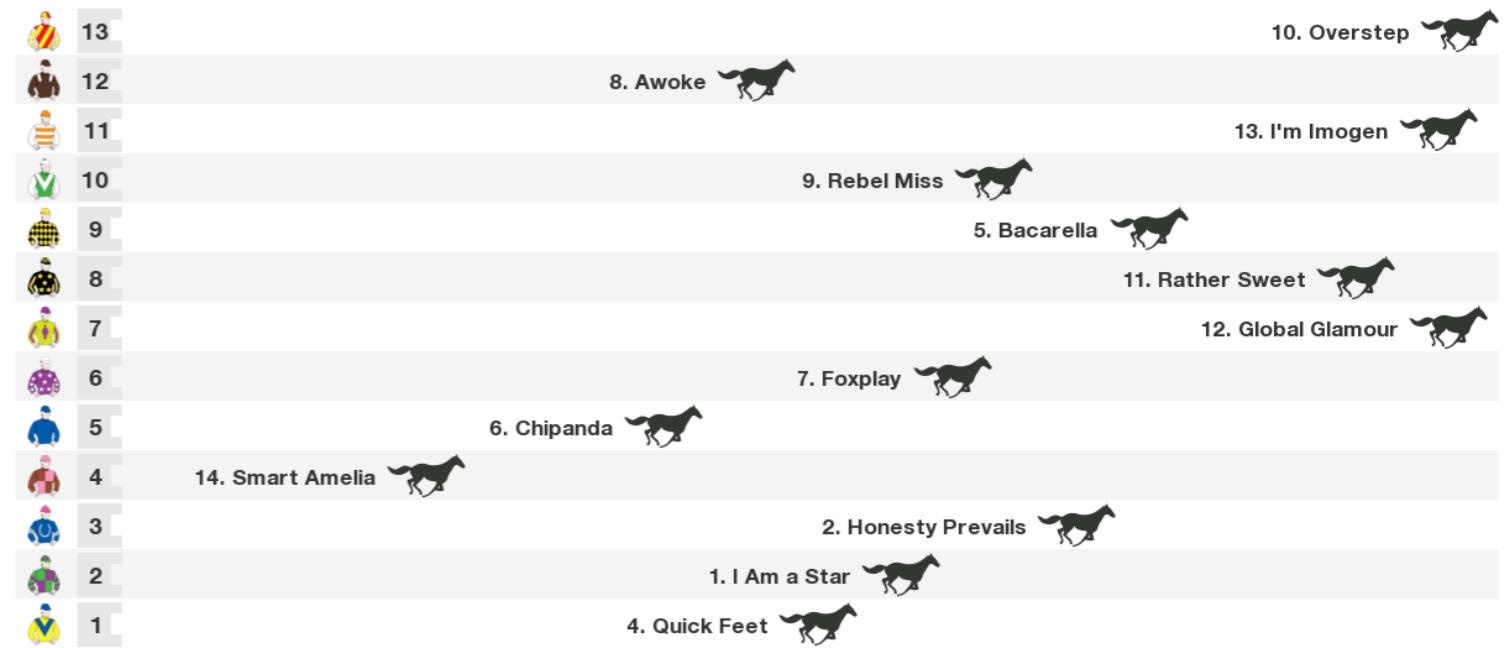 13 10. Overstep
12 8. Awoke
11 13. I'm Imogen
10 9. Rebel Miss
9 5. Bacarella
8 11. Rather Sweet
7 12. Global Glamour
6 7. Foxplay
5 6. Chipanda
4 14. Smart Amelia
3 2. Honesty Prevails
2 1. I Am a Star
1 4. Quick Feet